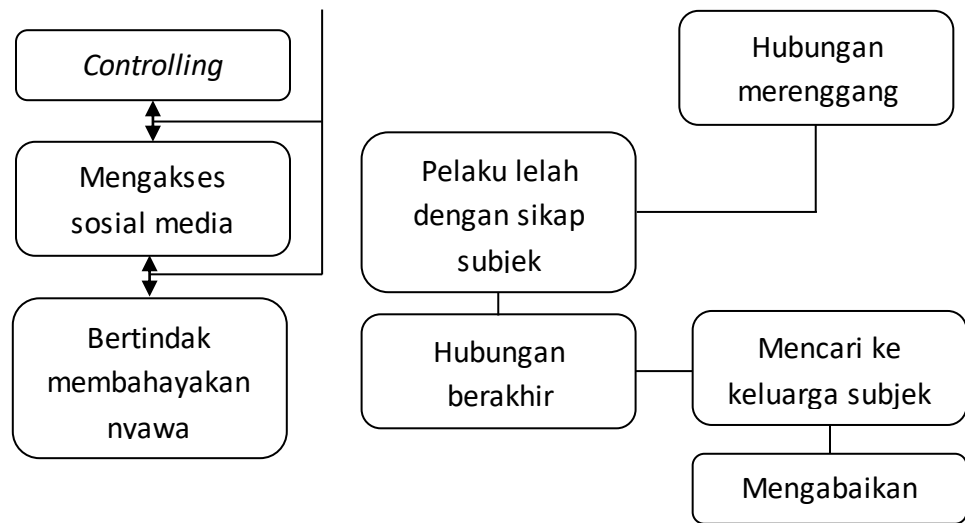 Controlling
Mengakses
sosial media
Bertindak
membahayakan
nyawa
Hubungan
merenggang
Pelaku lelah
dengan sikap
subjek
Hubungan
berakhir
Mencari ke
keluarga subjek
Mengabaikan